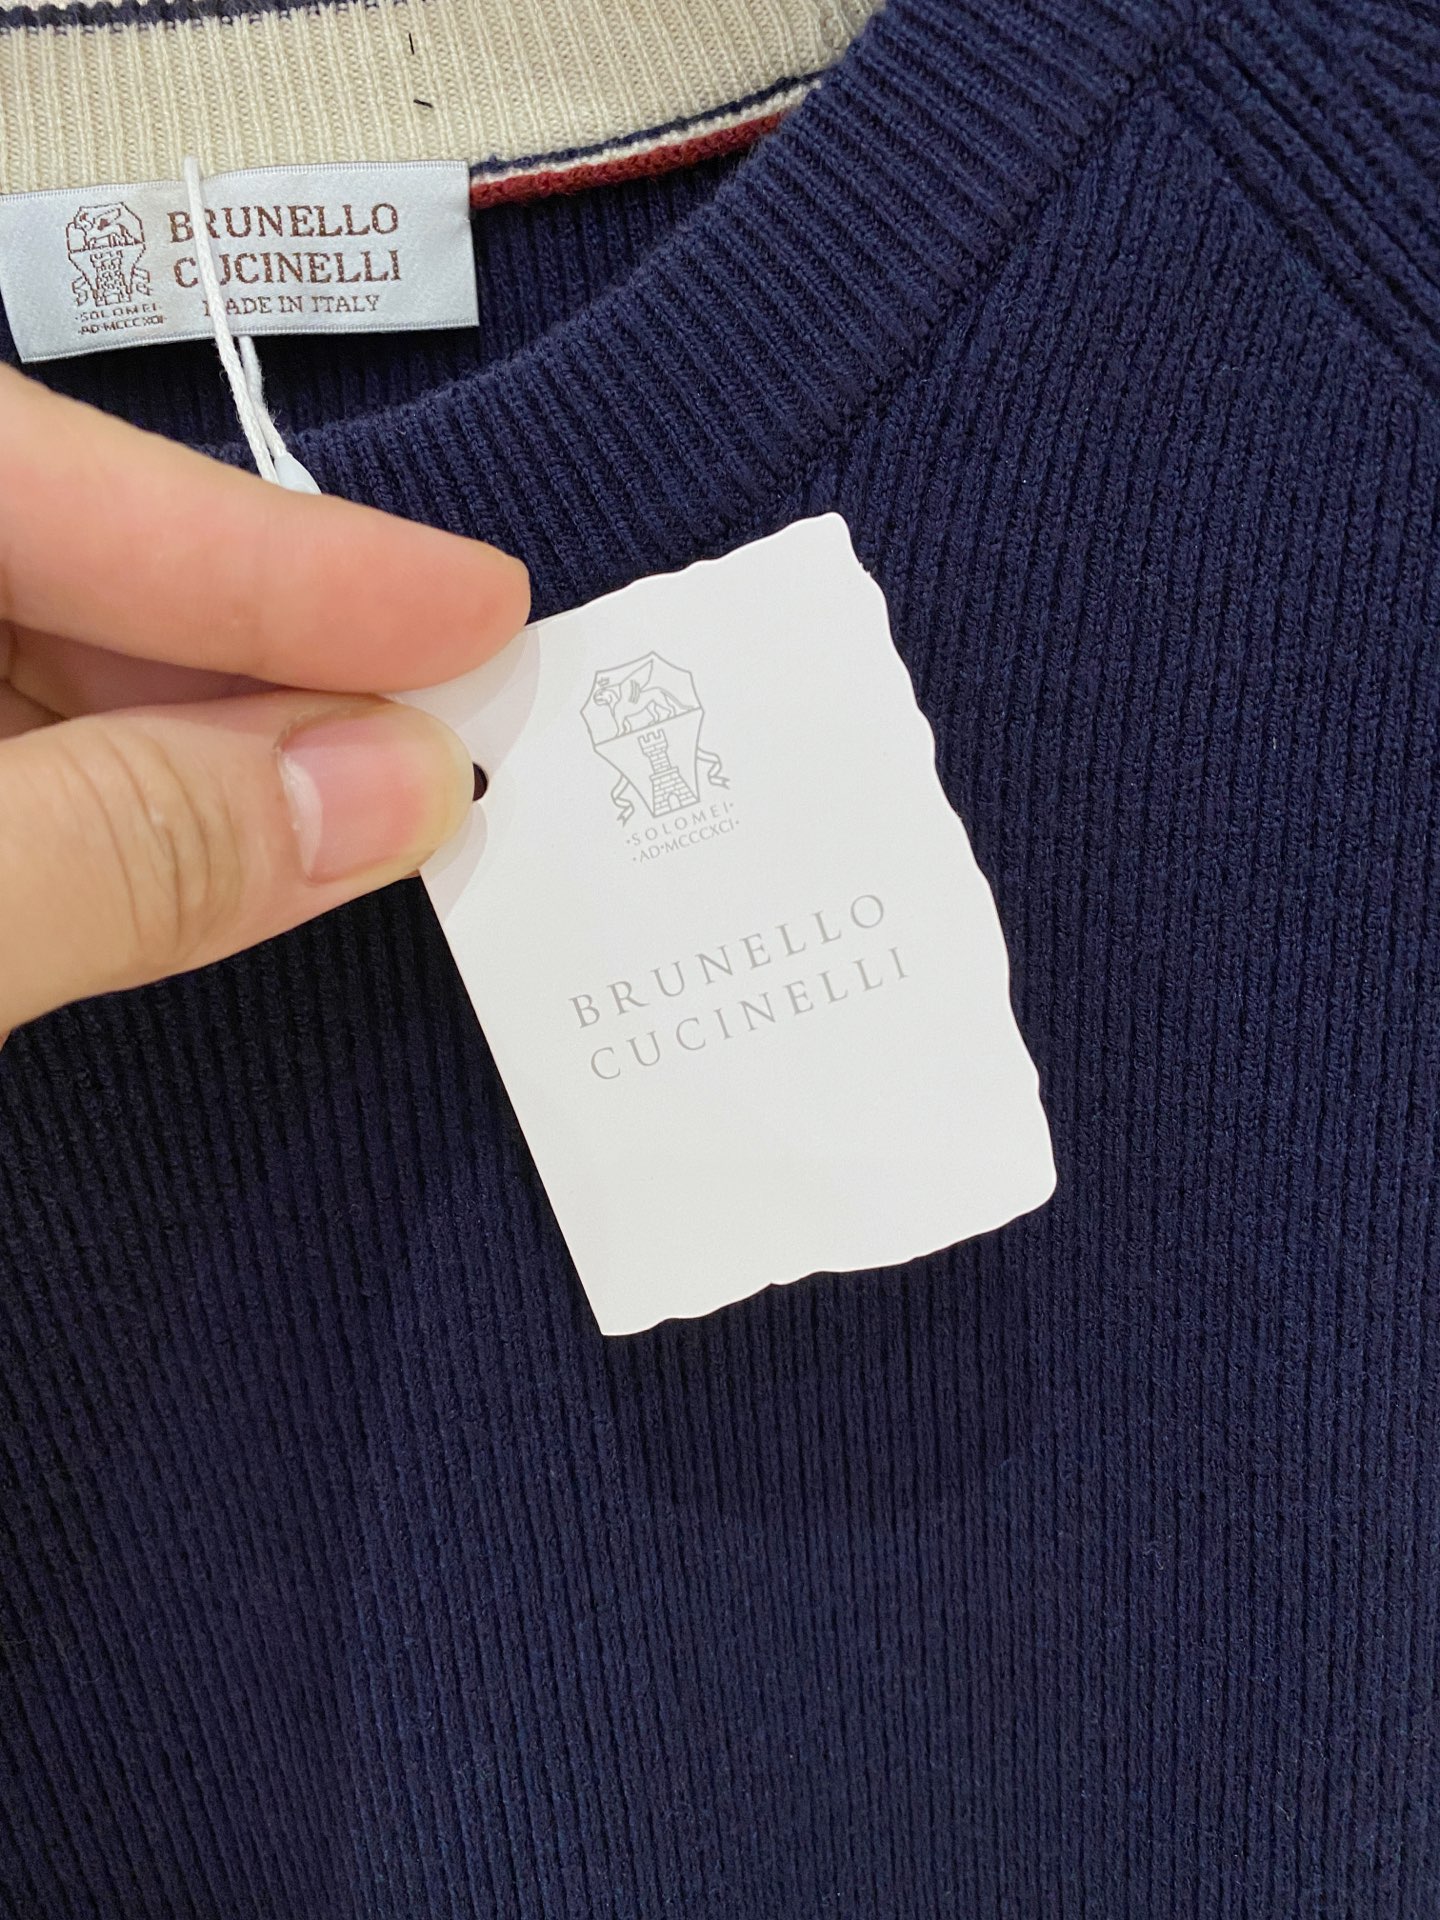 BRUNELLO
CUCINELLI
MADE IN ITALY
·SOLOMEI·
·AD·MCCCXCI·
·SOLOMEI·
·AD·MCCCXCI·
BRUNELLO
CUCINELLI